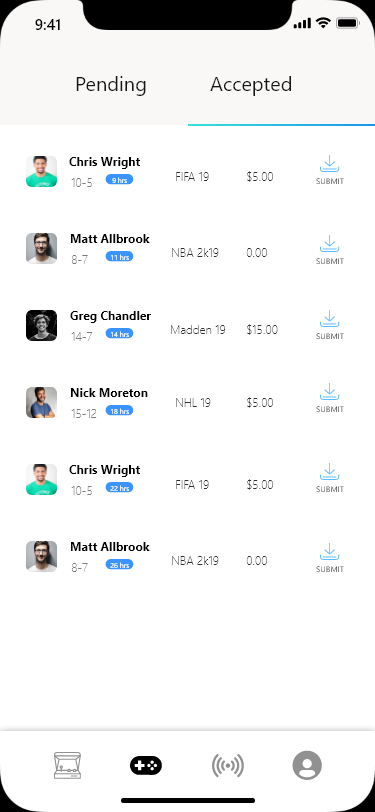 9:41
Pending Accepted
Chris Wright
10-5 9 hrs FIFA 19 $5.00 SUBMIT
Matt Allbrook
8-7 11 hrs NBA 2k19 0.00 SUBMIT
Greg Chandler
14-7 14 hrs Madden 19 $15.00 SUBMIT
Nick Moreton
15-12 18 hrs NHL 19 $5.00 SUBMIT
Chris Wright
10-5 22 hrs FIFA 19 $5.00 SUBMIT
Matt Allbrook
8-7 26 hrs NBA 2k19 0.00 SUBMIT